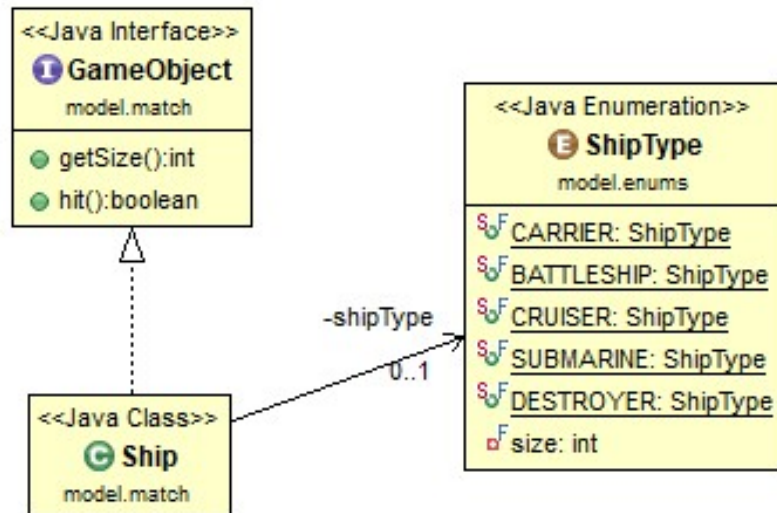 <<Java Interface>>
I GameObject
model.match
getSize():int
hit():boolean
<<Java Enumeration>>
E ShipType
model.enums
S F CARRIER: ShipType
S F BATTLESHIP: ShipType
S F CRUISER: ShipType
S F SUBMARINE: ShipType
S F DESTROYER: ShipType
F size: int
-shipType
0..1
<<Java Class>>
C Ship
model.match